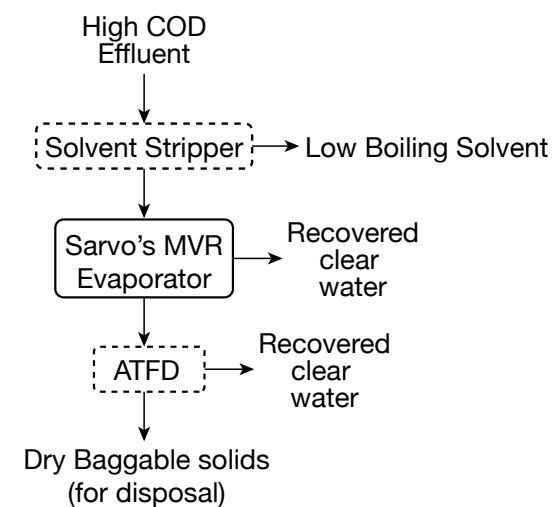 High COD
Effluent
Solvent Stripper
Low Boiling Solvent
Sarvo's MVR
Evaporator
Recovered
clear
water
ATFD
Recovered
clear
water
Dry Baggable solids
(for disposal)